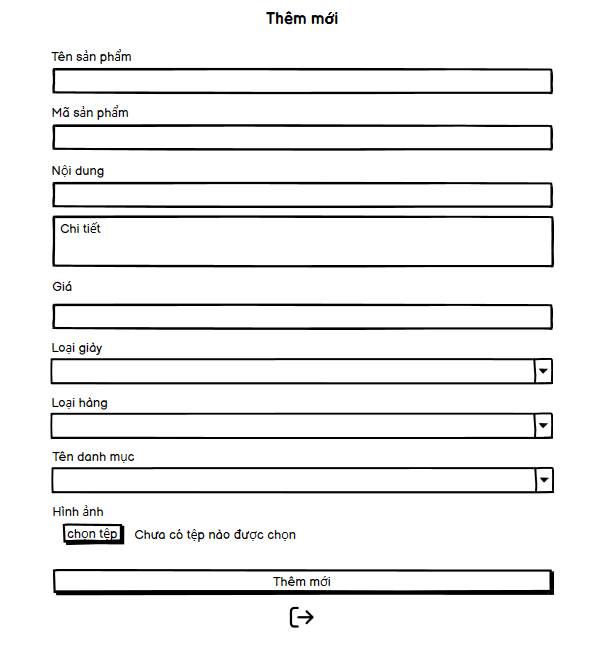 Thêm mới
Tên sản phẩm
Mã sản phẩm
Nội dung
Chi tiết
Giá
Loại giày
Loại hàng
Tên danh mục
Hình ảnh
chọn tệp Chưa có tệp nào được chọn
Thêm mới